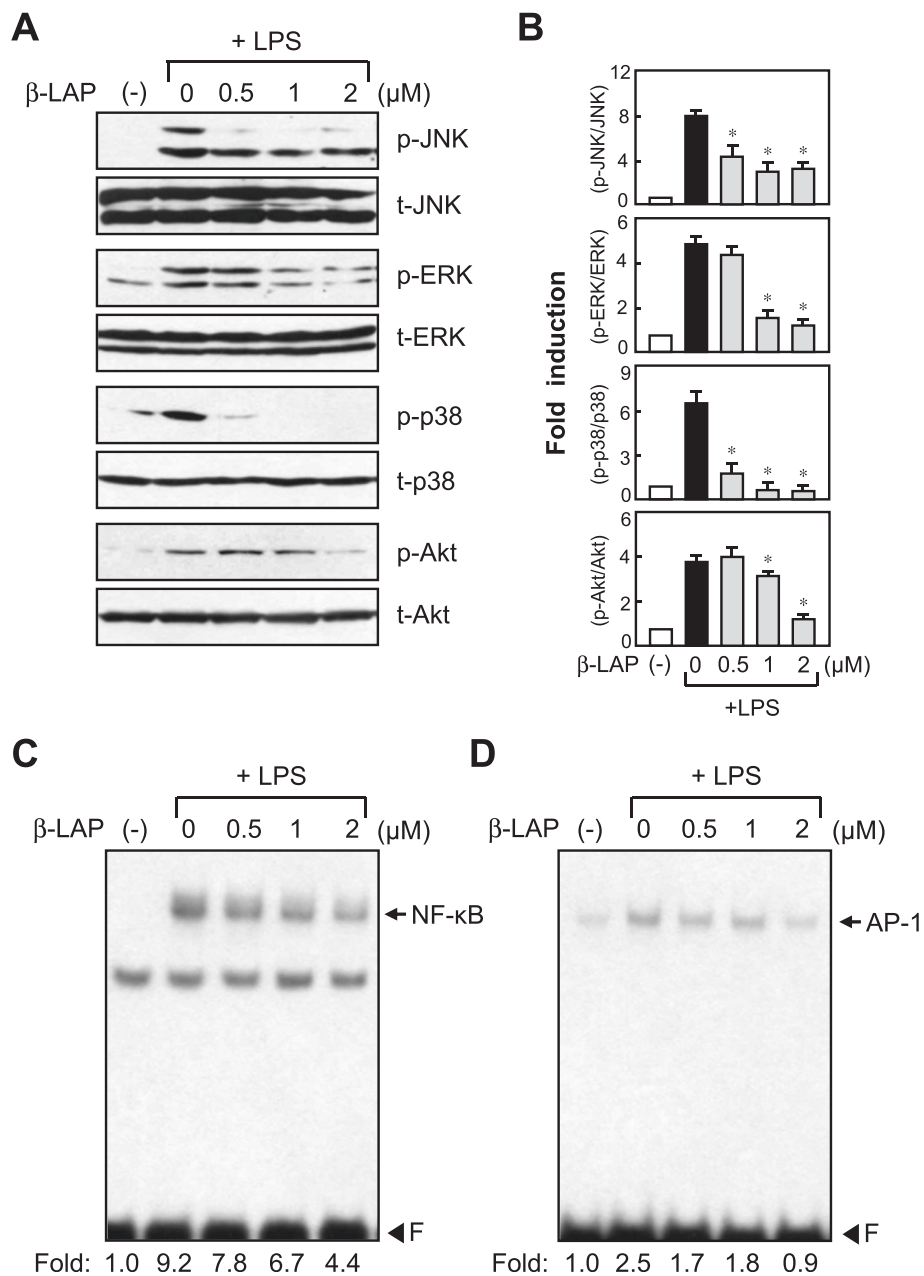 A
+ LPS
β-LAP (-) 0 0.5 1 2 (μM)
p-JNK
t-JNK
p-ERK
t-ERK
p-p38
t-p38
p-Akt
t-Akt
B
Fold induction
12
8
4
0
(p-JNK/JNK)
* * *
6
4
2
0
(p-ERK/ERK)
* *
9
6
3
0
(p-p38/p38)
* * *
6
4
2
0
(p-Akt/Akt)
* *
β-LAP (-) 0 0.5 1 2 (μM)
+LPS
C
+ LPS
β-LAP (-) 0 0.5 1 2 (μM)
NF-κB
F
Fold: 1.0 9.2 7.8 6.7 4.4
D
+ LPS
β-LAP (-) 0 0.5 1 2 (μM)
AP-1
F
Fold: 1.0 2.5 1.7 1.8 0.9